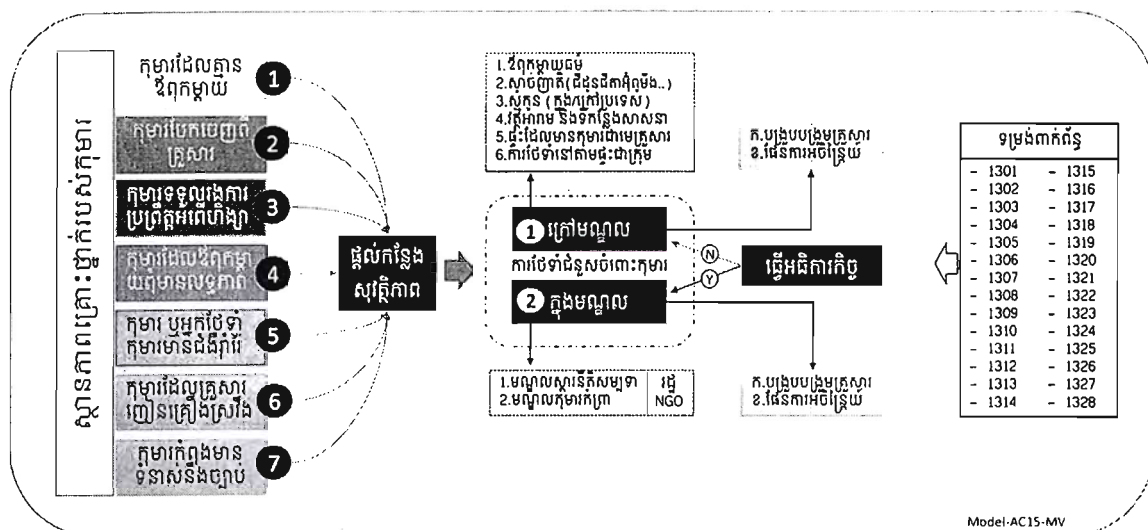 ស្ថានភាពគ្រោះថ្នាក់របស់កុមារ
កុមារដែលគ្មាន
ឪពុកម្តាយ
1
កុមារបែកចេញពី
គ្រួសារ
2
កុមារទទួលរងការ
ប្រព្រឹត្តអំពើហិង្សា
3
កុមារដែលឪពុកម្តា
យពុំមានលទ្ធភាព
4
កុមារ ឬអ្នកថែទាំ
កុមារមានជំងឺរ៉ាំរ៉ៃ
5
កុមារដែលគ្រួសារ
ញៀនគ្រឿងស្រវឹង
6
កុមារកំពុងមាន
ទំនាស់នឹងច្បាប់
7
ផ្តល់កន្លែង
សុវត្ថិភាព
1.ឪពុកម្តាយធម៌
2.សាច់ញាតិ(ជីដូនជីតាអ៊ំពូមីង..)
3.សុំកូន (ក្នុង/ក្រៅប្រទេស)
4.វត្តអារាម និងទីកន្លែងសាសនា
5.ផ្ទះដែលមានកុមារជាមេគ្រួសារ
6.ការថែទាំនៅតាមផ្ទះជាក្រុម
1 ក្រៅមណ្ឌល
ការថែទាំជំនួសចំពោះកុមារ
2 ក្នុងមណ្ឌល
1.មណ្ឌលស្តារនីតិសម្បទា
2.មណ្ឌលកុមារកំព្រា
រដ្ឋ
NGO
ក.បង្រួបបង្រួមគ្រួសារ
ខ.ផែនការអចិន្ត្រៃយ៍
N
Y
ធ្វើអធិការកិច្ច
ក.បង្រួបបង្រួមគ្រួសារ
ខ.ផែនការអចិន្ត្រៃយ៍
ទម្រង់ពាក់ព័ន្ធ
- 1301 - 1315
- 1302 - 1316
- 1303 - 1317
- 1304 - 1318
- 1305 - 1319
- 1306 - 1320
- 1307 - 1321
- 1308 - 1322
- 1309 - 1323
- 1310 - 1324
- 1311 - 1325
- 1312 - 1326
- 1313 - 1327
- 1314 - 1328
Model-AC15-MV